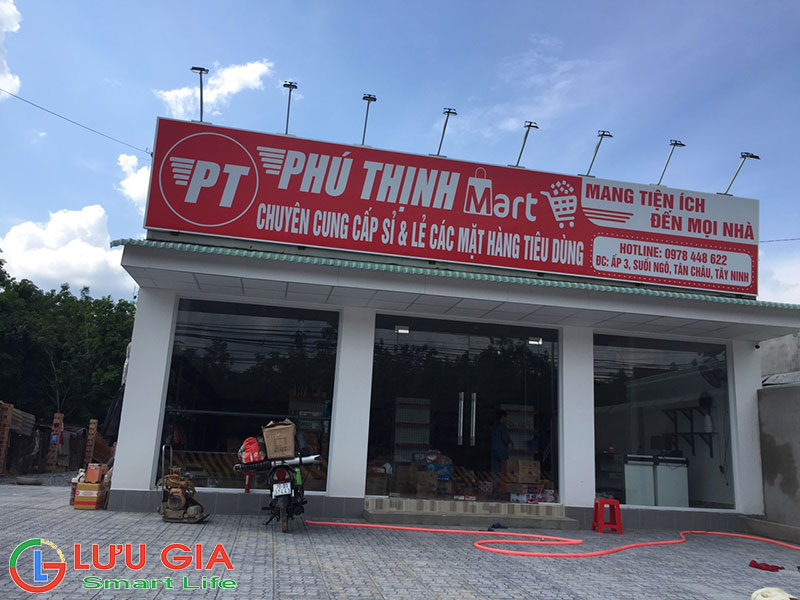 PT
PHÚ THỊNH Mart
CHUYÊN CUNG CẤP SỈ & LẺ CÁC MẶT HÀNG TIÊU DÙNG
MANG TIỆN ÍCH
ĐẾN MỌI NHÀ
HOTLINE: 0978 448 622
ĐC: ẤP 3, SUỐI NGÔ, TÂN CHÂU, TÂY NINH
LƯU GIA
Smart Life